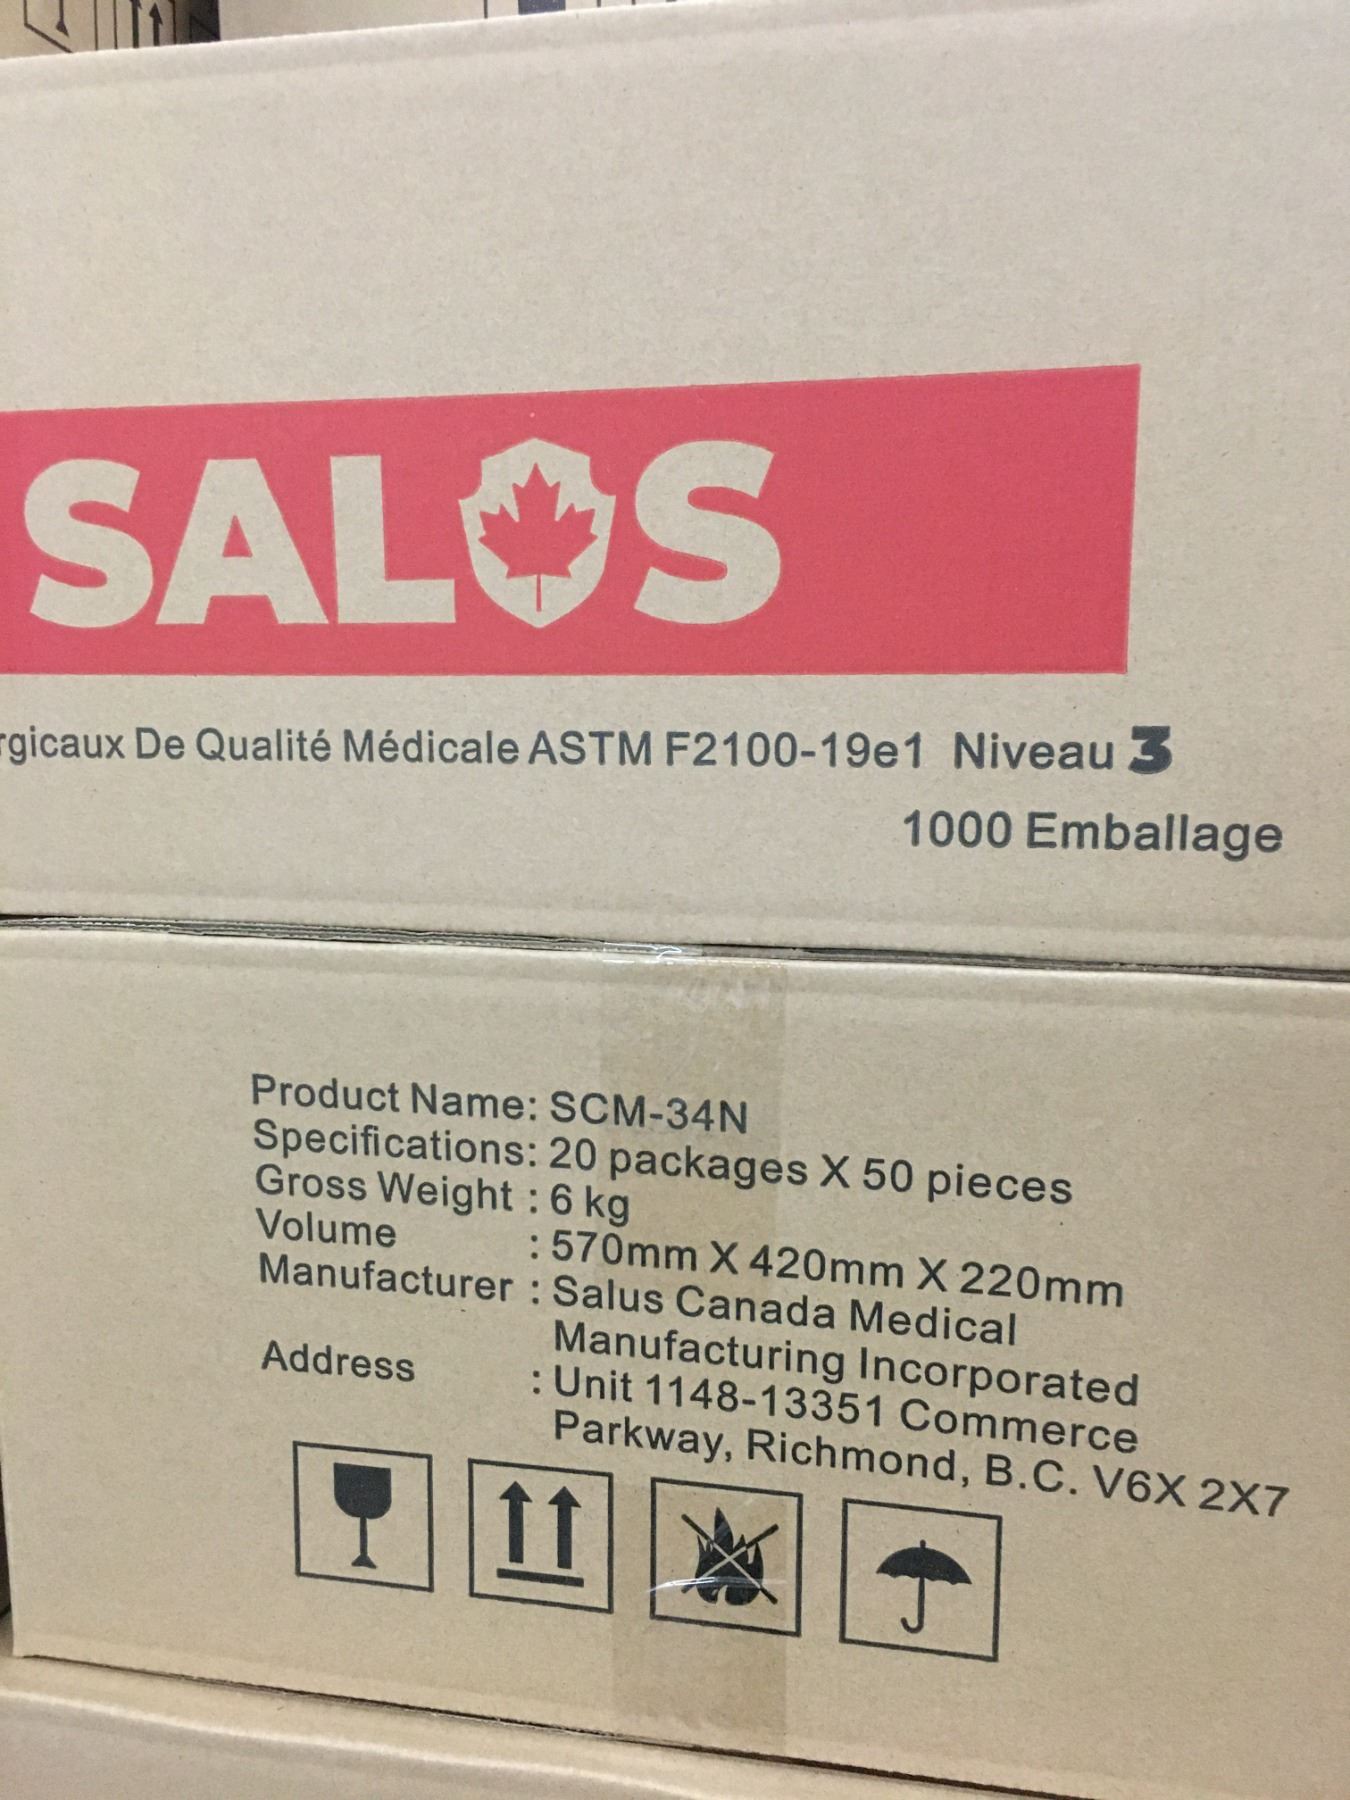 SALUS
rgicaux De Qualité Médicale ASTM F2100-19e1 Niveau 3
1000 Emballage
Product Name: SCM-34N
Specifications: 20 packages X 50 pieces
Gross Weight : 6 kg
Volume : 570mm X 420mm X 220mm
Manufacturer : Salus Canada Medical
Manufacturing Incorporated
Address : Unit 1148-13351 Commerce
Parkway, Richmond, B.C. V6X 2X7